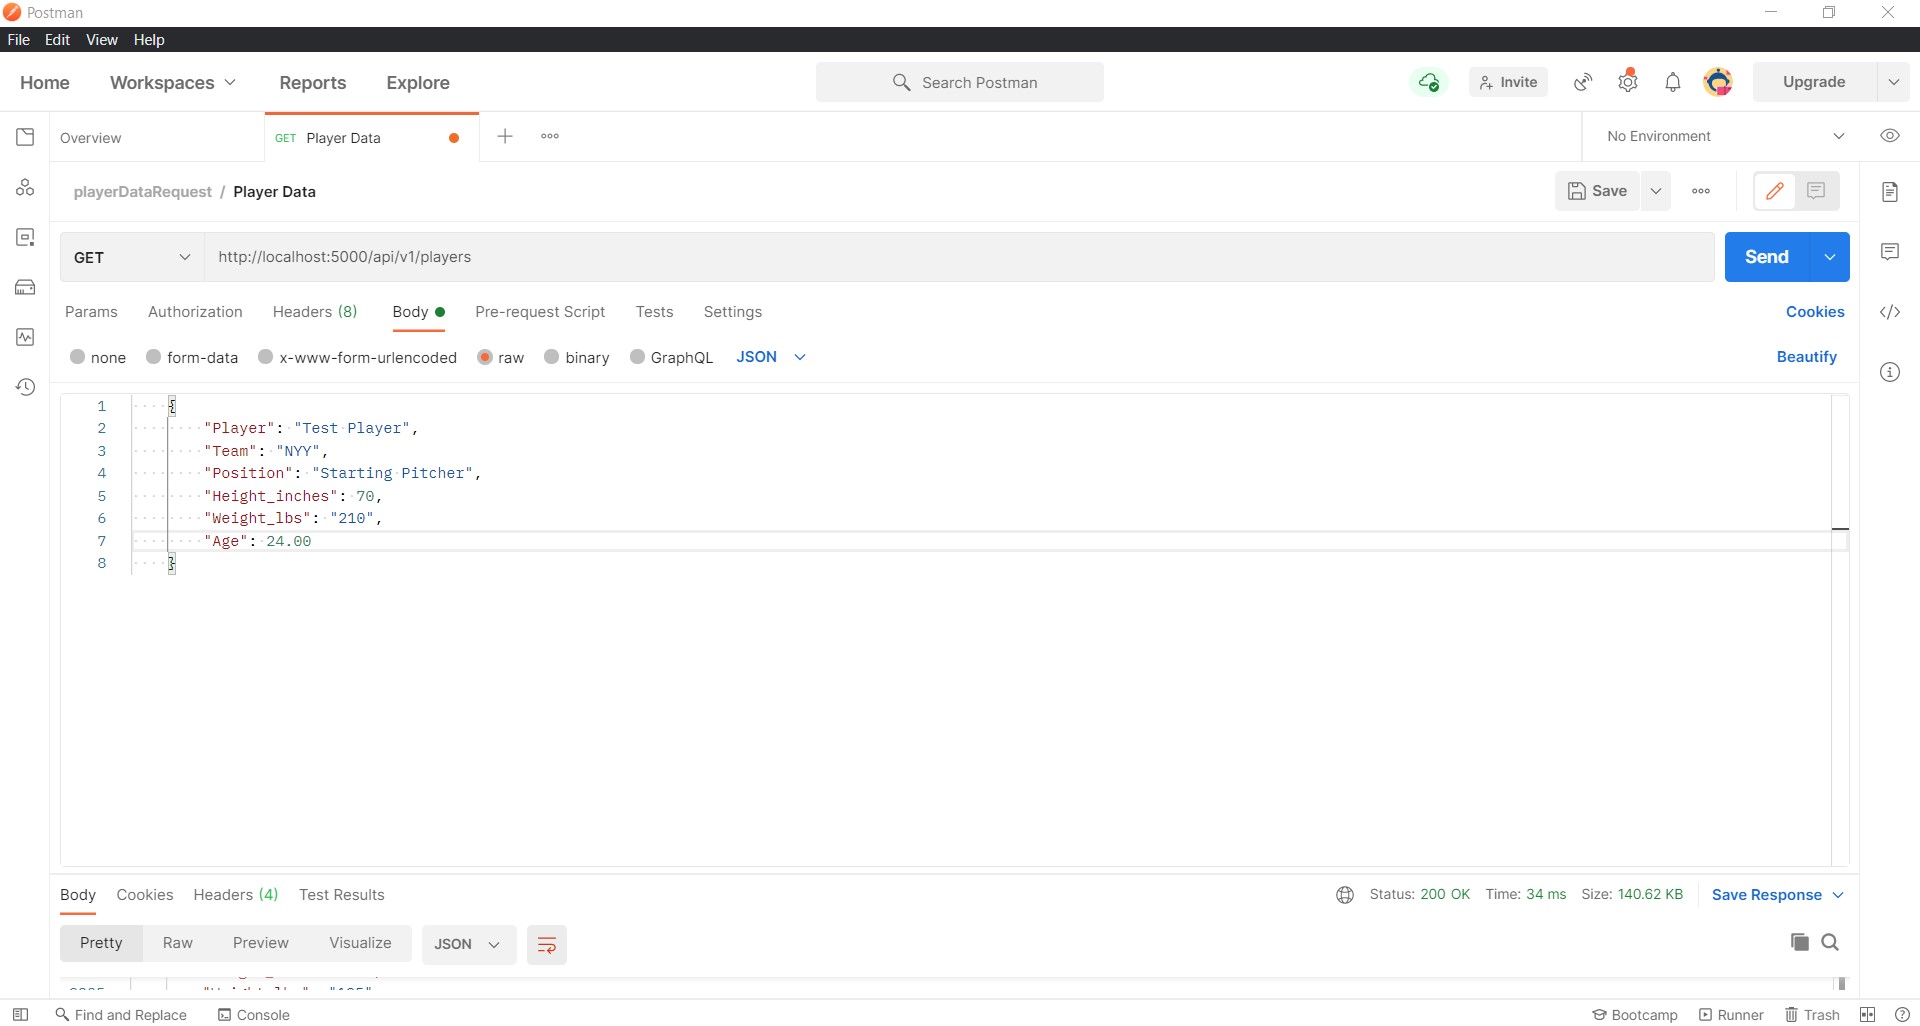 Postman
File Edit View Help
Home Workspaces Reports Explore Search Postman Invite Upgrade
Overview GET Player Data No Environment
playerDataRequest / Player Data Save
GET http://localhost:5000/api/v1/players Send
Params Authorization Headers (8) Body Pre-request Script Tests Settings Cookies
none form-data x-www-form-urlencoded raw binary GraphQL JSON Beautify
1 {
2 "Player": "Test Player",
3 "Team": "NYY",
4 "Position": "Starting Pitcher",
5 "Height_inches": 70,
6 "Weight_lbs": "210",
7 "Age": 24.00
8 }
Body Cookies Headers (4) Test Results Status: 200 OK Time: 34 ms Size: 140.62 KB Save Response
Pretty Raw Preview Visualize JSON
Find and Replace Console Bootcamp Runner Trash